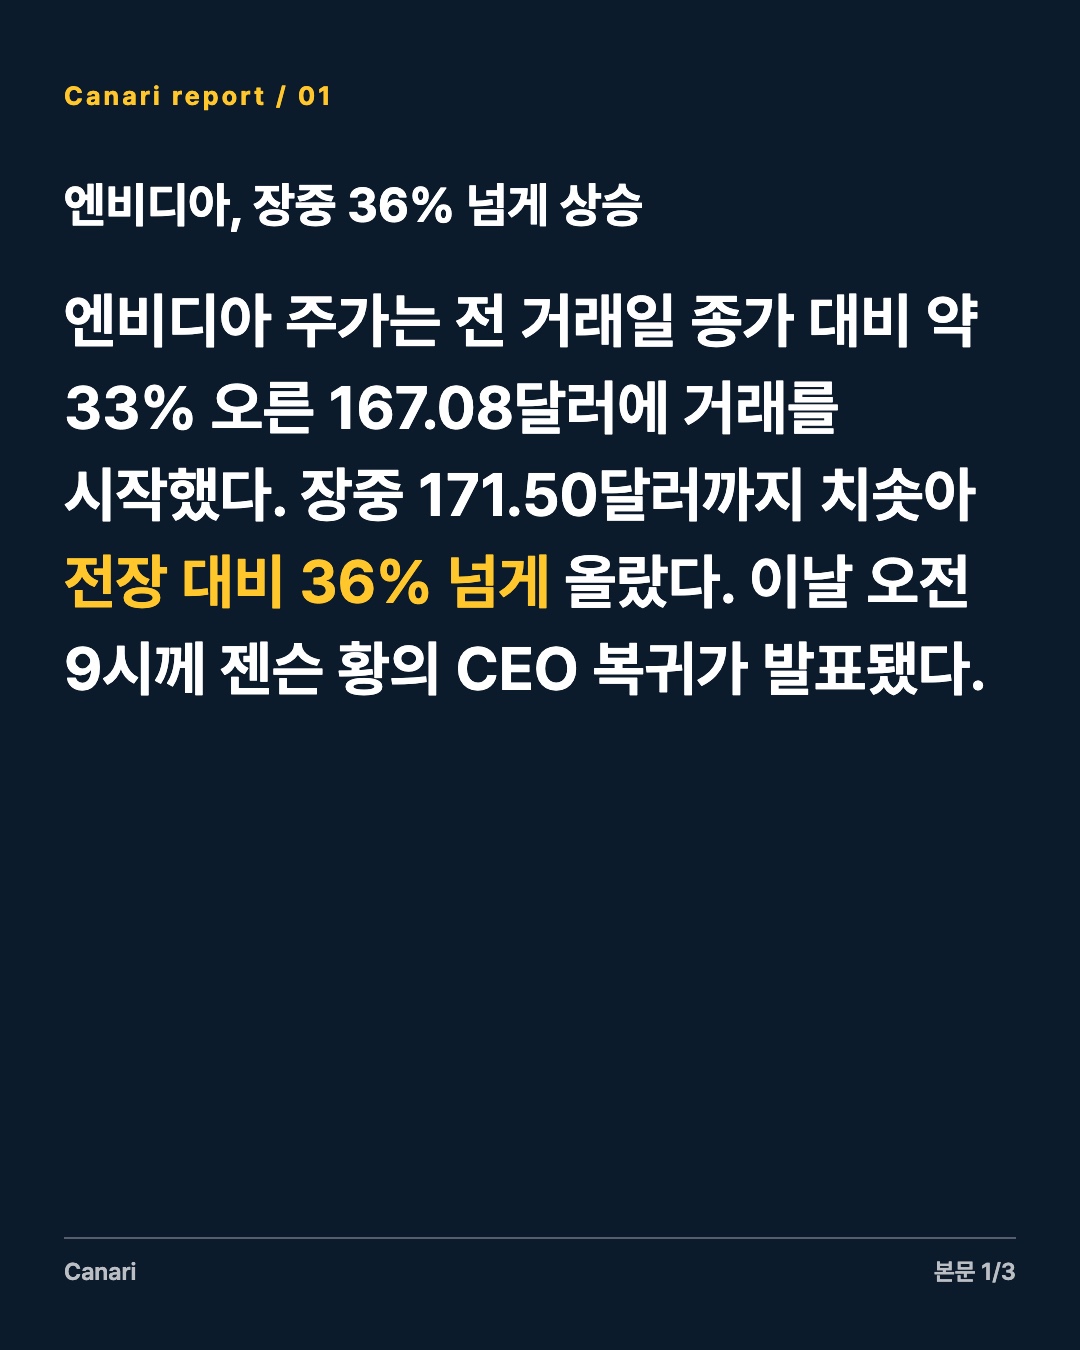 Canari report / 01
엔비디아, 장중 36% 넘게 상승
엔비디아 주가는 전 거래일 종가 대비 약
33% 오른 167.08달러에 거래를
시작했다. 장중 171.50달러까지 치솟아
전장 대비 36% 넘게 올랐다. 이날 오전
9시께 젠슨 황의 CEO 복귀가 발표됐다.
Canari
본문 1/3